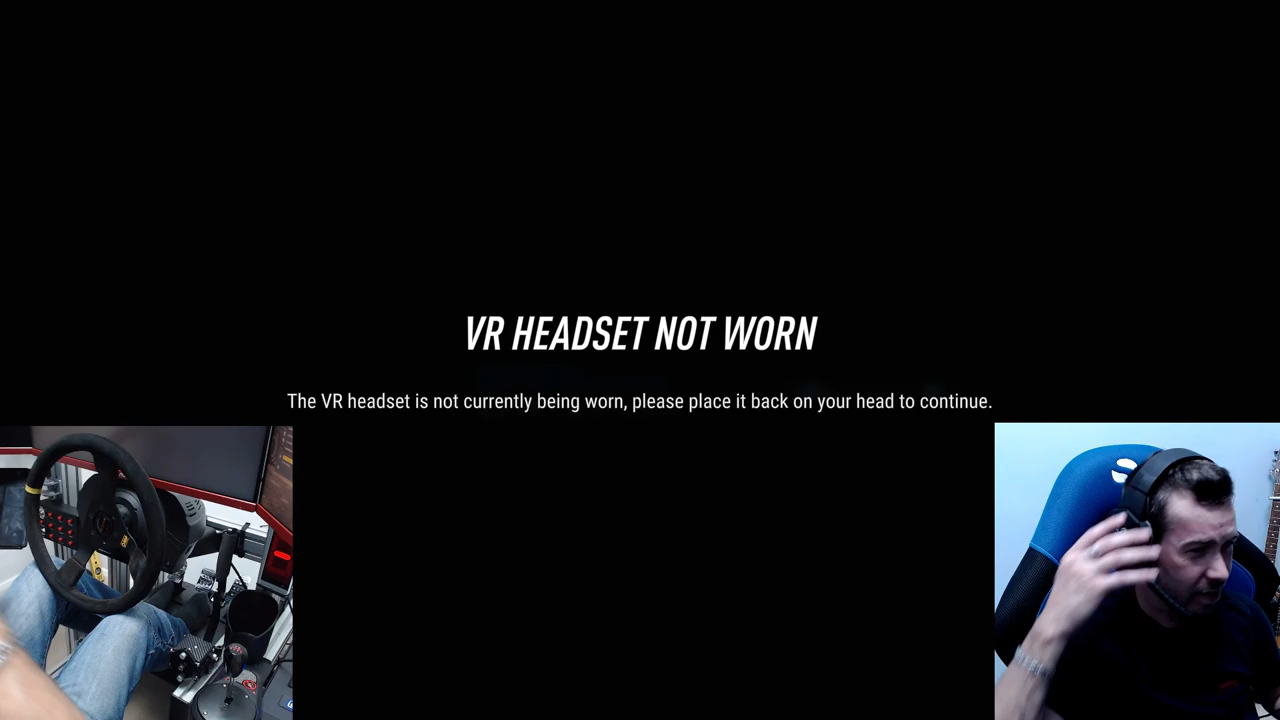 VR HEADSET NOT WORN
The VR headset is not currently being worn, please place it back on your head to continue.